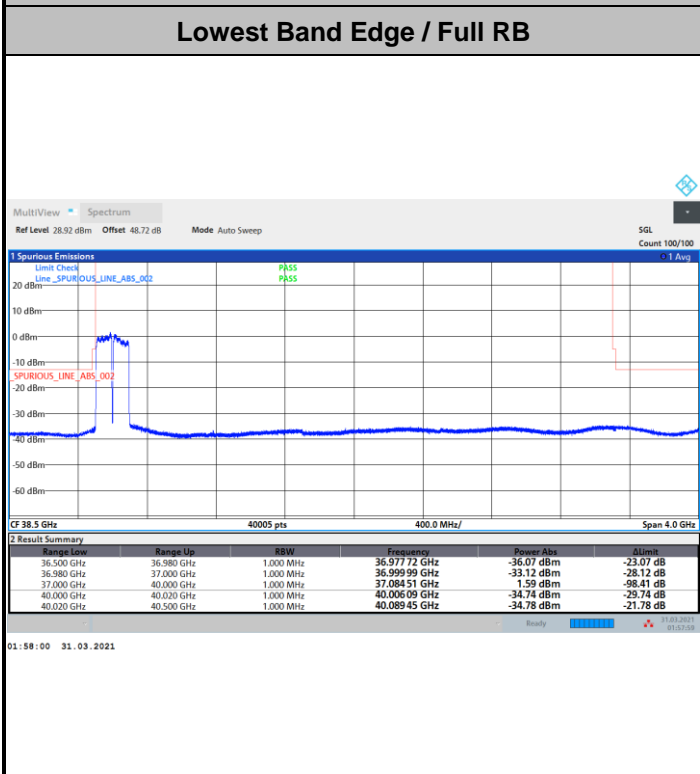 Lowest Band Edge / Full RB
MultiView Spectrum
Ref Level 28.92 dBm Offset 48.72 dB Mode Auto Sweep SGL
Count 100/100
1 Spurious Emissions 1 Avg
Limit Check PASS
Line _SPURIOUS_LINE_ABS_002 PASS
20 dBm
10 dBm
0 dBm
-10 dBm
SPURIOUS_LINE_ABS_002
-20 dBm
-30 dBm
-40 dBm
-50 dBm
-60 dBm
CF 38.5 GHz 40005 pts 400.0 MHz/ Span 4.0 GHz
2 Result Summary
Range Low Range Up RBW Frequency Power Abs ΔLimit
36.500 GHz 36.980 GHz 1.000 MHz 36.97772 GHz -36.07 dBm -23.07 dB
36.980 GHz 37.000 GHz 1.000 MHz 36.99999 GHz -33.12 dBm -28.12 dB
37.000 GHz 40.000 GHz 1.000 MHz 37.08451 GHz 1.59 dBm -98.41 dB
40.000 GHz 40.020 GHz 1.000 MHz 40.00609 GHz -34.74 dBm -29.74 dB
40.020 GHz 40.500 GHz 1.000 MHz 40.08945 GHz -34.78 dBm -21.78 dB
Ready 31.03.2021
01:57:59
01:58:00 31.03.2021